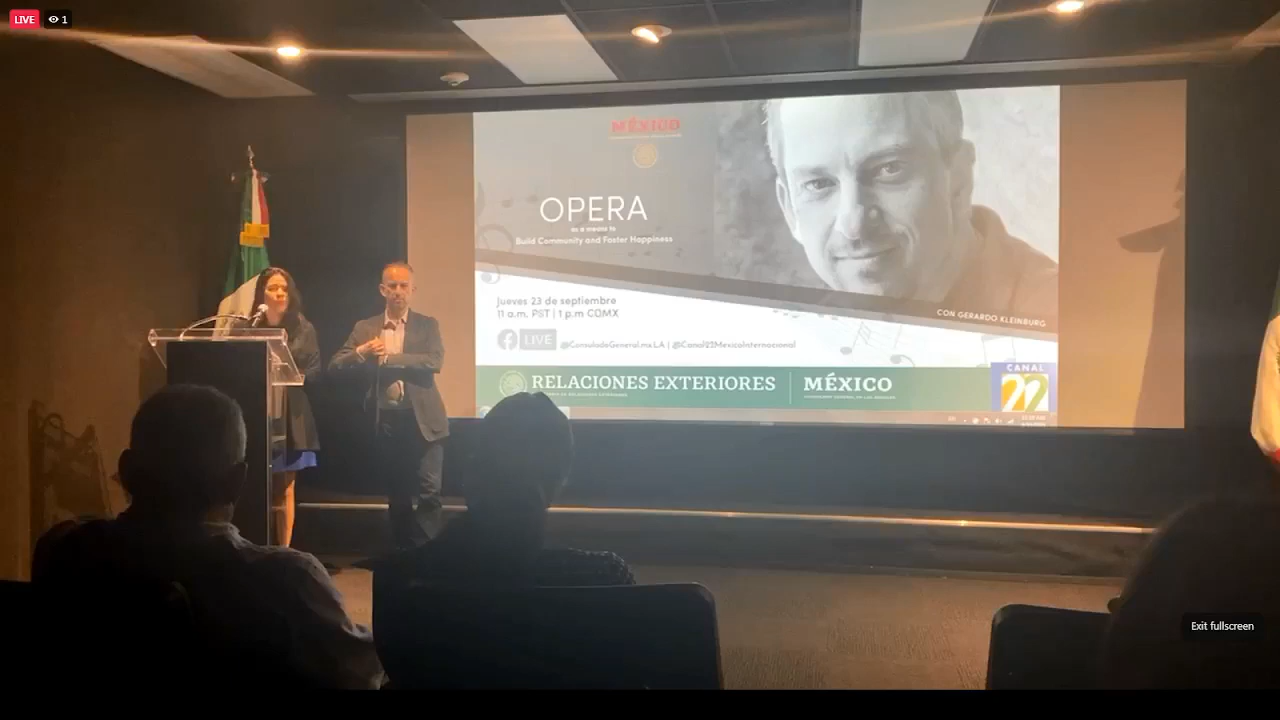 LIVE 1
MÉXICO
OPERA
as a means to
Build Community and Foster Happiness
Jueves 23 de septiembre
11 a.m. PST | 1 p.m CDMX
CON GERARDO KLEINBURG
LIVE @ConsuladoGeneral.mx.LA | @Canal22MexicoInternacional
RELACIONES EXTERIORES MÉXICO
CANAL
22
Exit fullscreen